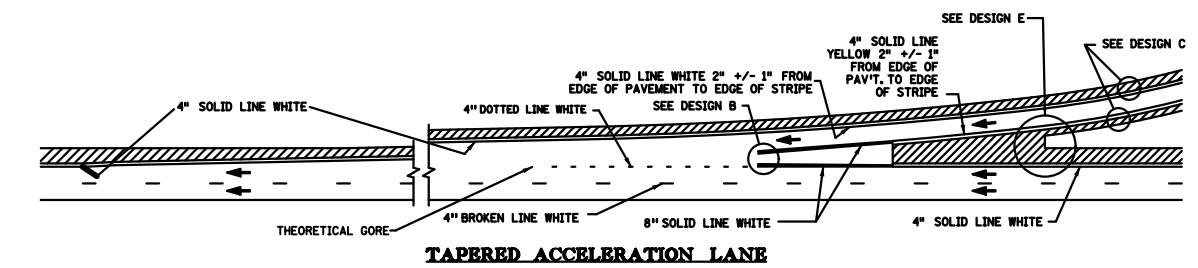 SEE DESIGN E
SEE DESIGN C
4" SOLID LINE
YELLOW 2" +/- 1"
FROM EDGE OF
PAV'T. TO EDGE
OF STRIPE
4" SOLID LINE WHITE 2" +/- 1" FROM
EDGE OF PAVEMENT TO EDGE OF STRIPE
SEE DESIGN B
4" SOLID LINE WHITE
4" DOTTED LINE WHITE
THEORETICAL GORE
4" BROKEN LINE WHITE
8" SOLID LINE WHITE
4" SOLID LINE WHITE
TAPERED ACCELERATION LANE